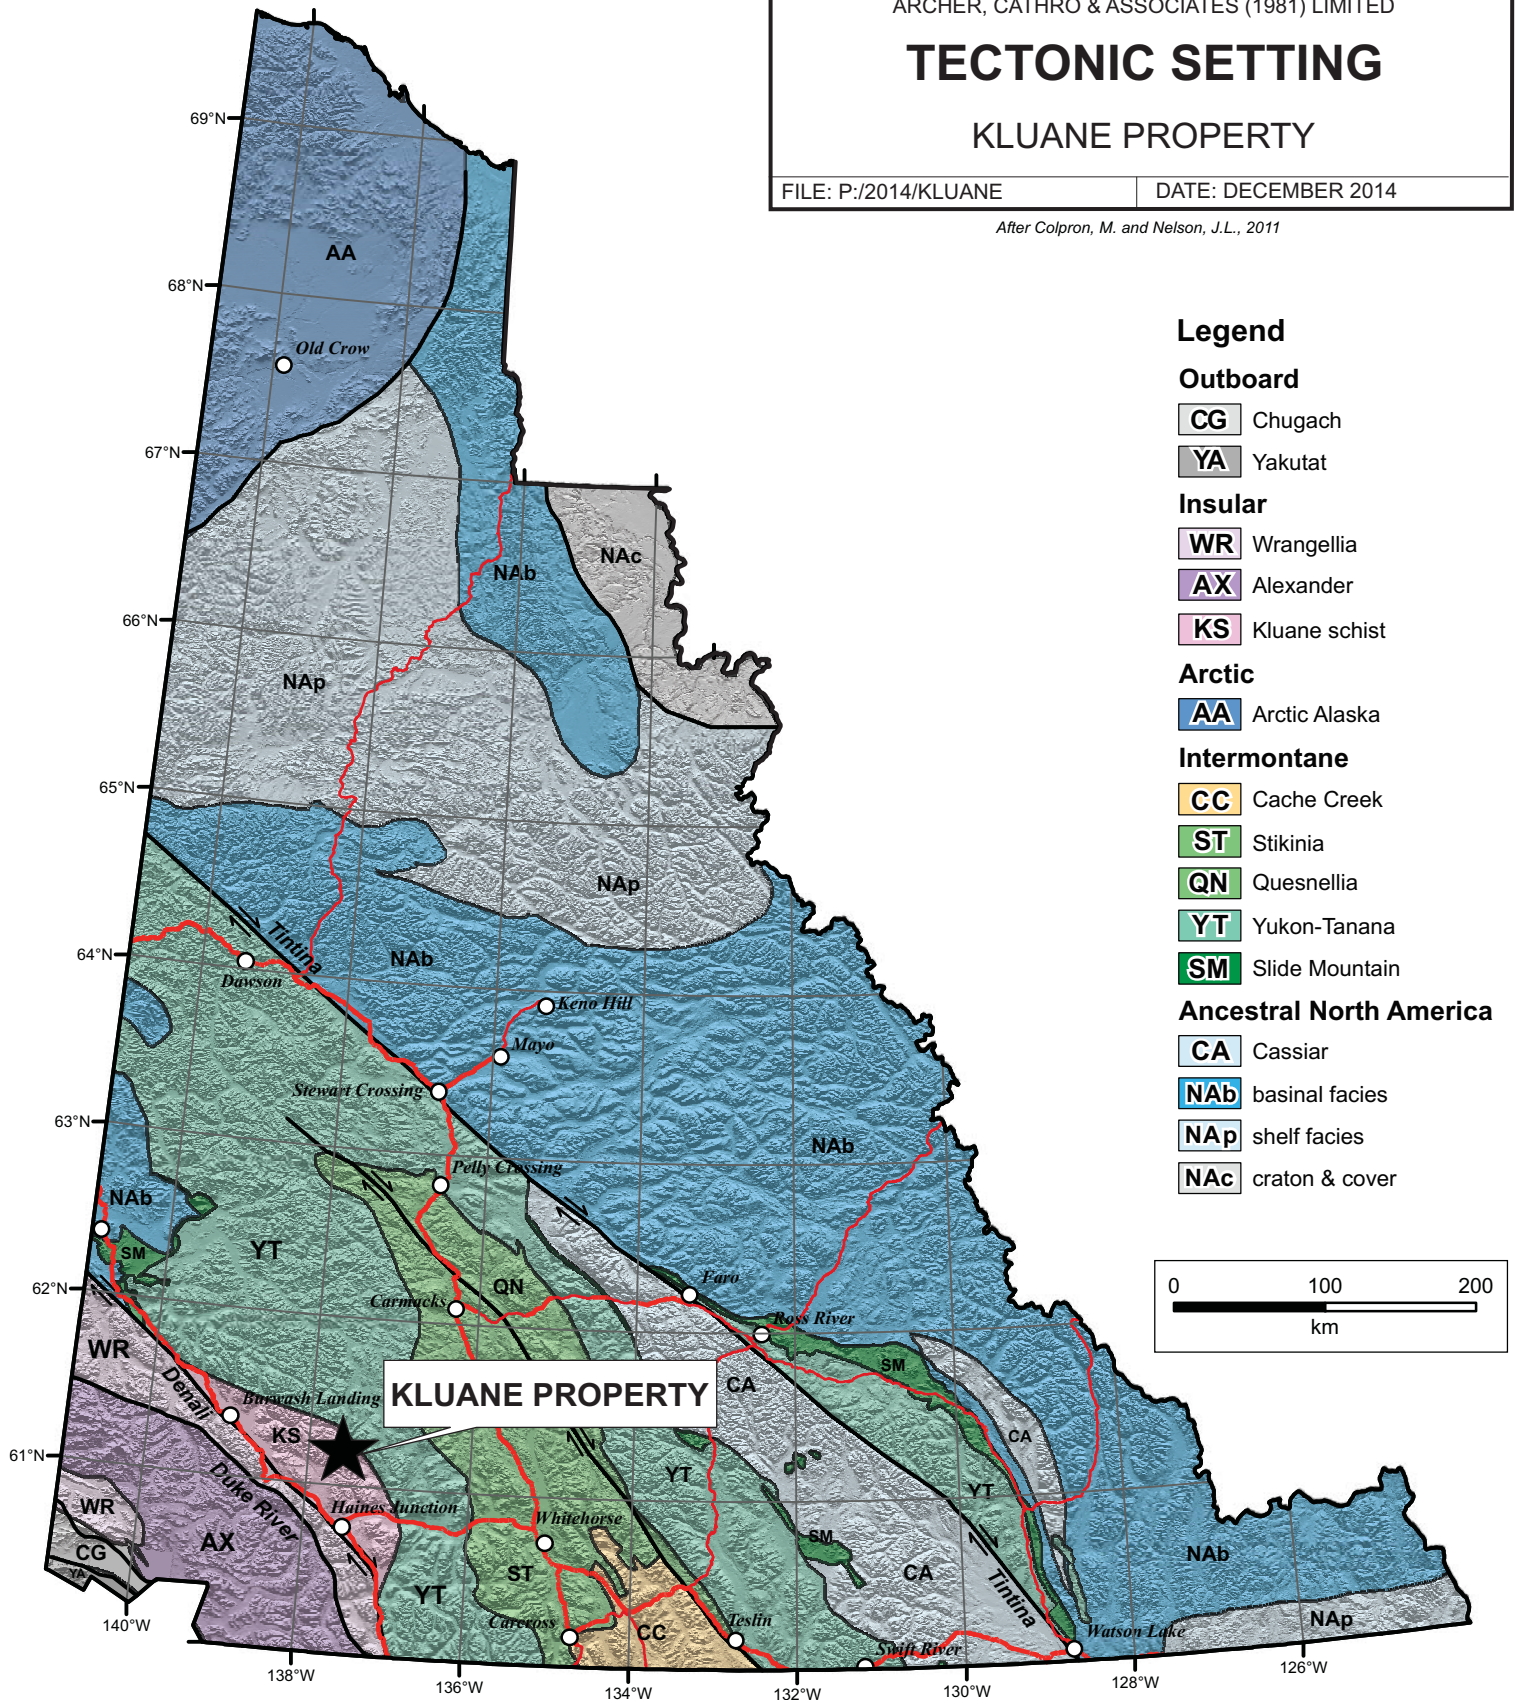 ARCHER, CATHRO & ASSOCIATES (1981) LIMITED
TECTONIC SETTING
KLUANE PROPERTY
FILE: P:/2014/KLUANE
DATE: DECEMBER 2014
After Colpron, M. and Nelson, J.L., 2011
Legend
Outboard
CG Chugach
YA Yakutat
Insular
WR Wrangellia
AX Alexander
KS Kluane schist
Arctic
AA Arctic Alaska
Intermontane
CC Cache Creek
ST Stikinia
QN Quesnellia
YT Yukon-Tanana
SM Slide Mountain
Ancestral North America
CA Cassiar
NAb basinal facies
NAp shelf facies
NAc craton & cover
0 100 200
km
69°N
68°N
67°N
66°N
65°N
64°N
63°N
62°N
61°N
140°W
138°W
136°W
134°W
132°W
130°W
128°W
126°W
AA
Old Crow
NAc
NAb
NAp
NAp
NAb
Tintina
Dawson
Keno Hill
Mayo
Stewart Crossing
NAb
Pelly Crossing
NAb
SM
YT
QN
Faro
Carmacks
Ross River
WR
SM
Denali
Burwash Landing
KLUANE PROPERTY
CA
KS
CA
Duke River
YT
YT
WR
Haines Junction
Whitehorse
SM
AX
CG
YA
ST
CA
NAb
YT
Tintina
Carcross
CC
Teslin
Swift River
Watson Lake
NAp